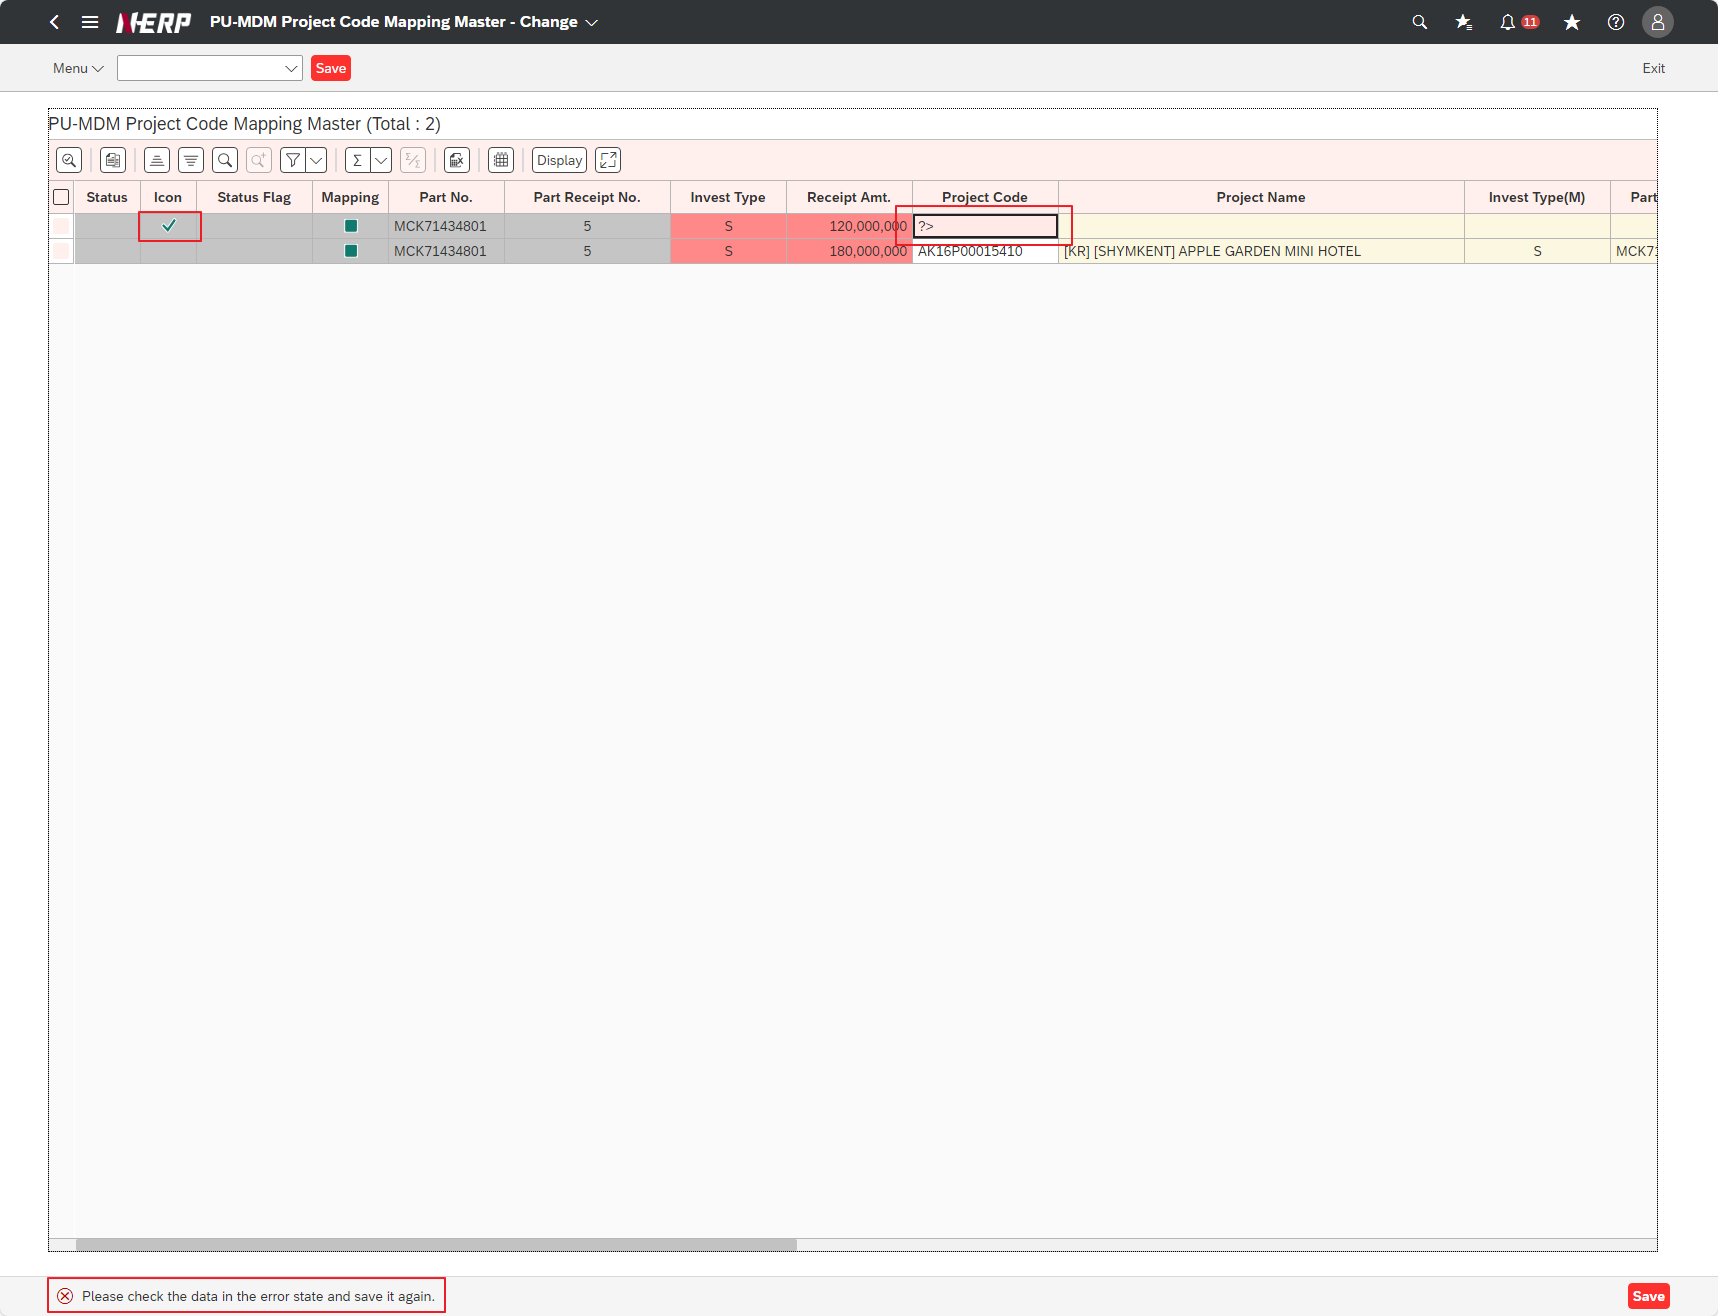 NERP PU-MDM Project Code Mapping Master - Change 11
Menu Save Exit
PU-MDM Project Code Mapping Master (Total : 2)
Display
Status Icon Status Flag Mapping Part No. Part Receipt No. Invest Type Receipt Amt. Project Code Project Name Invest Type(M) Part
MCK71434801 5 S 120,000,000 ?>
MCK71434801 5 S 180,000,000 AK16P00015410 [KR] [SHYMKENT] APPLE GARDEN MINI HOTEL S MCK71
Please check the data in the error state and save it again. Save